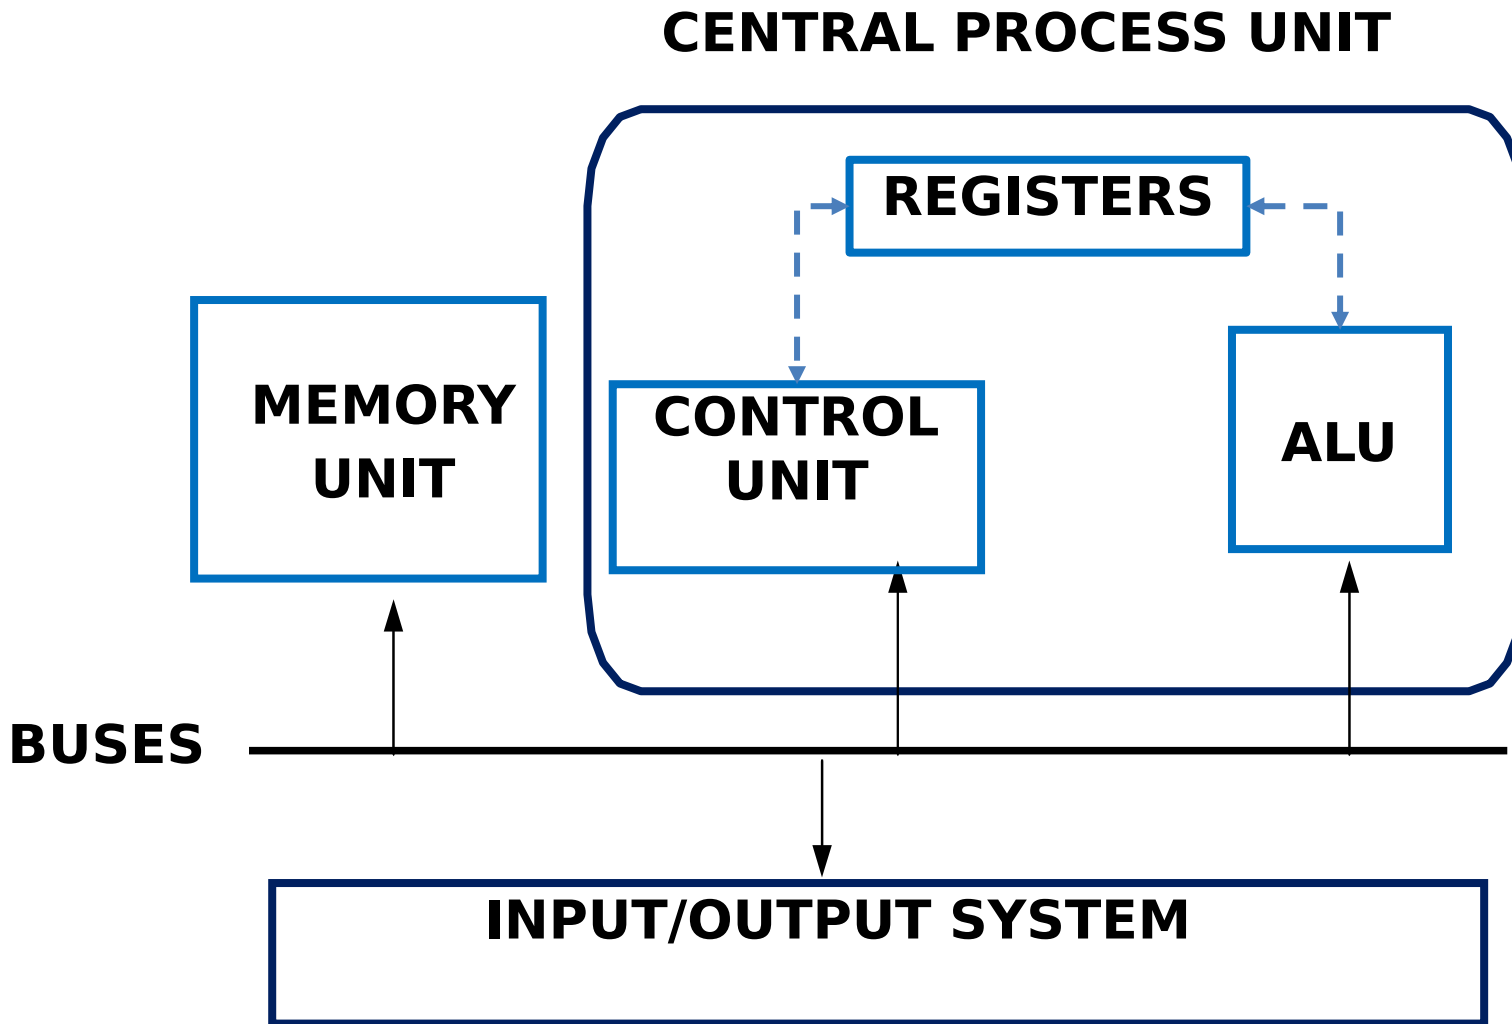 CENTRAL PROCESS UNIT
REGISTERS
MEMORY
UNIT
CONTROL
UNIT
ALU
BUSES
INPUT/OUTPUT SYSTEM